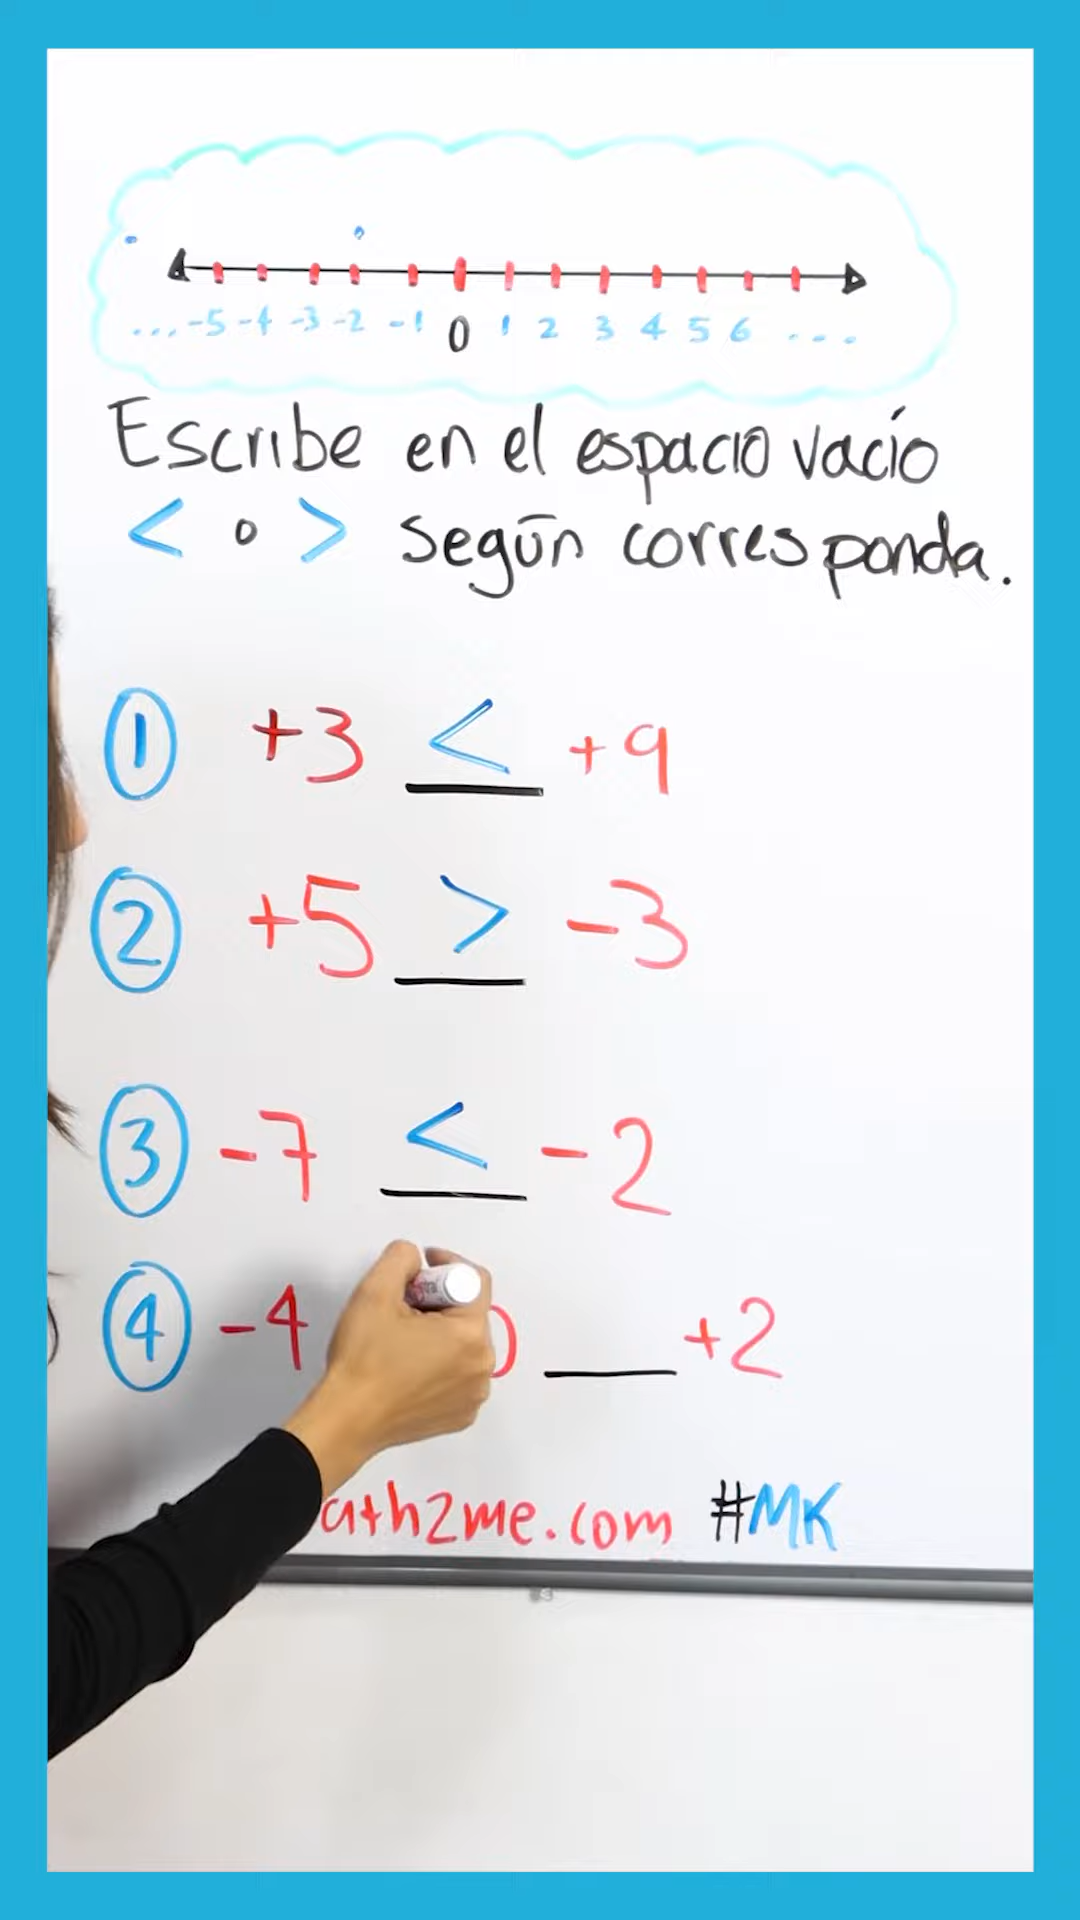 ...-5 -4 -3 -2 -1 0 1 2 3 4 5 6 ...
Escribe en el espacio vacío
< o > según corresponda.
1 +3 < +9
2 +5 > -3
3 -7 < -2
4 -4 0 __ +2
ath2me.com #MK